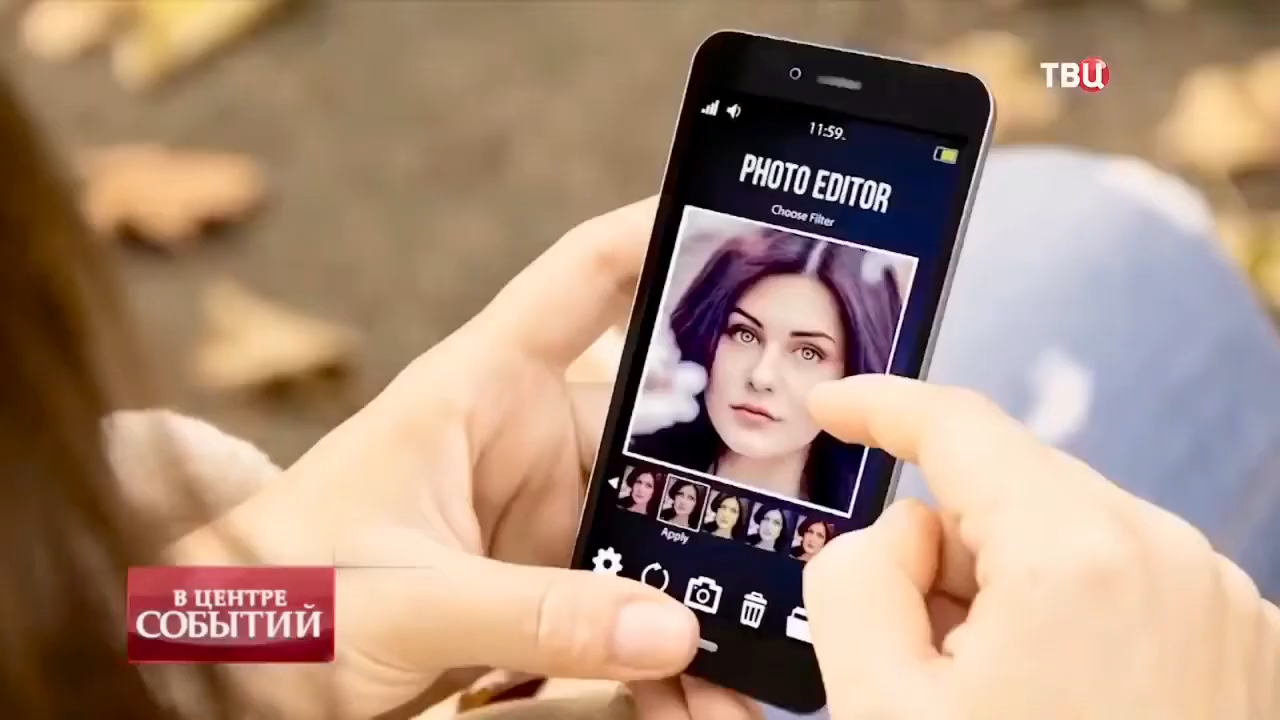 ТВЦ
11:59
PHOTO EDITOR
Choose Filter
Apply
В ЦЕНТРЕ
СОБЫТИЙ